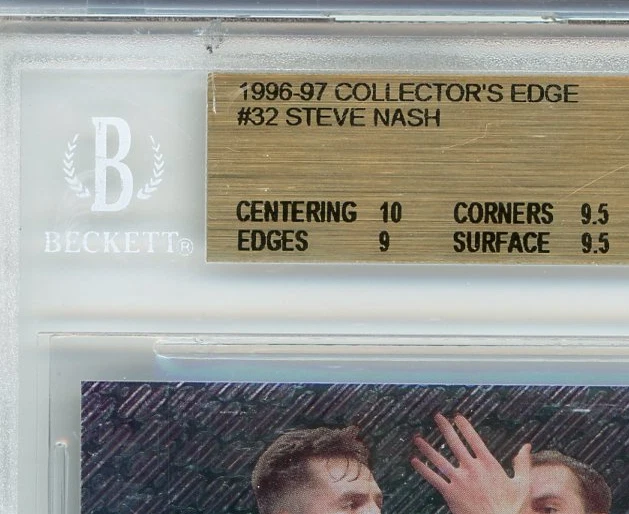 1996-97 COLLECTOR'S EDGE
#32 STEVE NASH
B
BECKETT®
CENTERING 10 CORNERS 9.5
EDGES 9 SURFACE 9.5